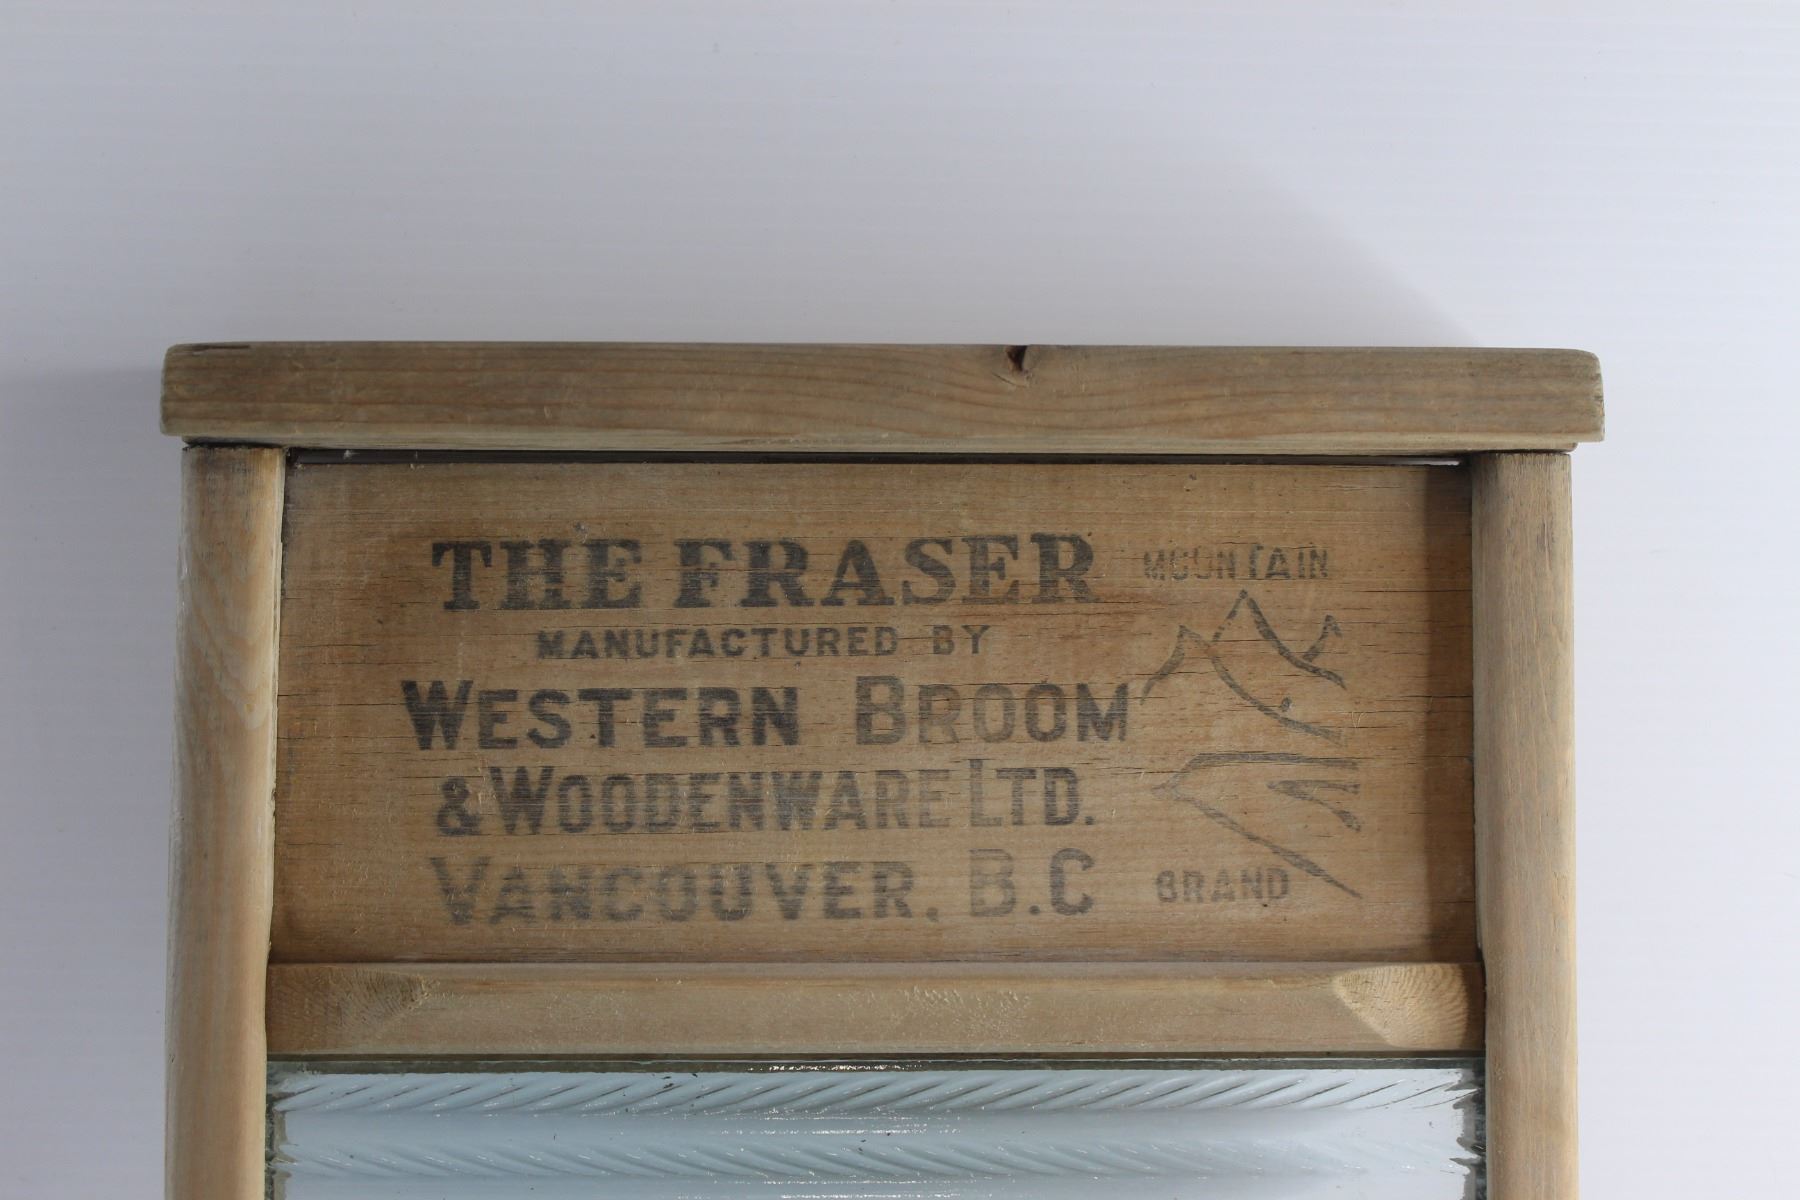 THE FRASER
MANUFACTURED BY
WESTERN BROOM
& WOODENWARE LTD.
VANCOUVER, B.C
MOUNTAIN
BRAND